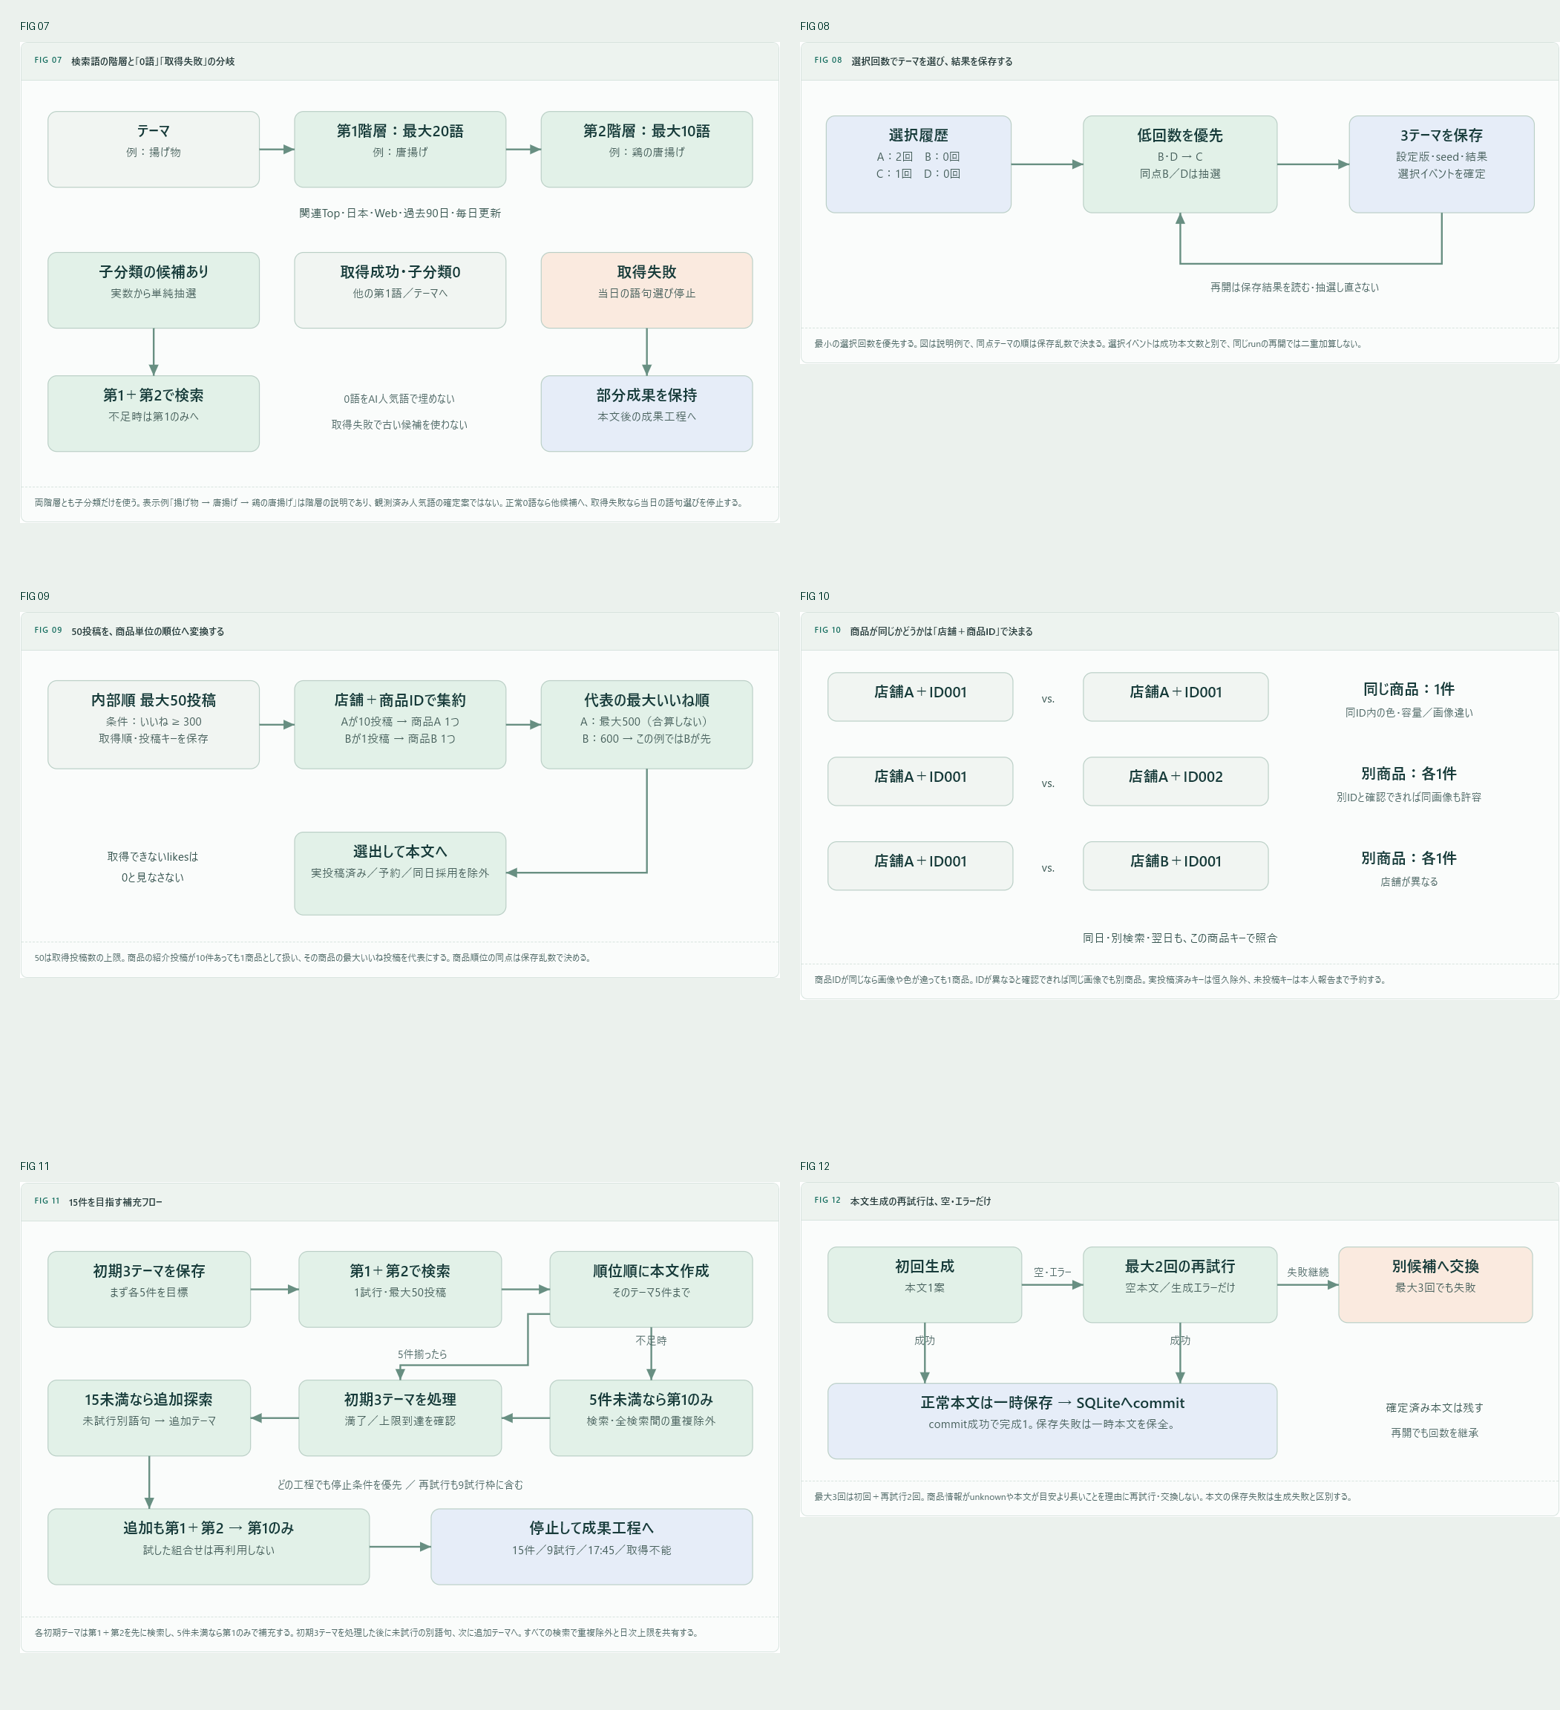 FIG 07
FIG 07 検索語の階層と「0語」「取得失敗」の分岐
テーマ
例：揚げ物
第1階層：最大20語
例：唐揚げ
第2階層：最大10語
例：鶏の唐揚げ
関連Top・日本・Web・過去90日・毎日更新
子分類の候補あり
実数から単純抽選
取得成功・子分類0
他の第1語／テーマへ
取得失敗
当日の語句選び停止
第1＋第2で検索
不足時は第1のみへ
0語をAI人気語で埋めない
取得失敗で古い候補を使わない
部分成果を保持
本文後の成果工程へ
両階層とも子分類だけを使う。表示例「揚げ物 → 唐揚げ → 鶏の唐揚げ」は階層の説明であり、観測済み人気語の確定案ではない。正常0語なら他候補へ、取得失敗なら当日の語句選びを停止する。
FIG 08
FIG 08 選択回数でテーマを選び、結果を保存する
選択履歴
A：2回 B：0回
C：1回 D：0回
低回数を優先
B・D → C
同点B／Dは抽選
3テーマを保存
設定版・seed・結果
選択イベントを確定
再開は保存結果を読む・抽選し直さない
最小の選択回数を優先する。図は説明例で、同点テーマの順は保存乱数で決まる。選択イベントは成功本文数と別で、同じrunの再開では二重加算しない。
FIG 09
FIG 09 50投稿を、商品単位の順位へ変換する
内部順 最大50投稿
条件：いいね ≥ 300
取得順・投稿キーを保存
店舗＋商品IDで集約
Aが10投稿 → 商品A 1つ
Bが1投稿 → 商品B 1つ
代表の最大いいね順
A：最大500（合算しない）
B：600 → この例ではBが先
取得できないlikesは
0と見なさない
選出して本文へ
実投稿済み／予約／同日採用を除外
50は取得投稿数の上限。商品の紹介投稿が10件あっても1商品として扱い、その商品の最大いいね投稿を代表にする。商品順位の同点は保存乱数で決める。
FIG 10
FIG 10 商品が同じかどうかは「店舗＋商品ID」で決まる
店舗A＋ID001
vs.
店舗A＋ID001
同じ商品：1件
同ID内の色・容量／画像違い
店舗A＋ID001
vs.
店舗A＋ID002
別商品：各1件
別IDと確認できれば同画像も許容
店舗A＋ID001
vs.
店舗B＋ID001
別商品：各1件
店舗が異なる
同日・別検索・翌日も、この商品キーで照合
商品IDが同じなら画像や色が違っても1商品。IDが異なると確認できれば同じ画像でも別商品。実投稿済みキーは恒久除外、未投稿キーは本人報告まで予約する。
FIG 11
FIG 11 15件を目指す補充フロー
初期3テーマを保存
まず各5件を目標
第1＋第2で検索
1試行・最大50投稿
順位順に本文作成
そのテーマ5件まで
不足時
5件揃ったら
15未満なら追加探索
未試行別語句 → 追加テーマ
初期3テーマを処理
満了／上限到達を確認
5件未満なら第1のみ
検索・全検索間の重複除外
どの工程でも停止条件を優先 ／ 再試行も9試行枠に含む
追加も第1＋第2 → 第1のみ
試した組合せは再利用しない
停止して成果工程へ
15件／9試行／17:45／取得不能
各初期テーマは第1＋第2を先に検索し、5件未満なら第1のみで補充する。初期3テーマを処理した後に未試行の別語句、次に追加テーマへ。すべての検索で重複除外と日次上限を共有する。
FIG 12
FIG 12 本文生成の再試行は、空・エラーだけ
初回生成
本文1案
空・エラー
最大2回の再試行
空本文／生成エラーだけ
失敗継続
別候補へ交換
最大3回でも失敗
成功
成功
正常本文は一時保存 → SQLiteへcommit
commit成功で完成1。保存失敗は一時本文を保全。
確定済み本文は残す
再開でも回数を継承
最大3回は初回＋再試行2回。商品情報がunknownや本文が目安より長いことを理由に再試行・交換しない。本文の保存失敗は生成失敗と区別する。